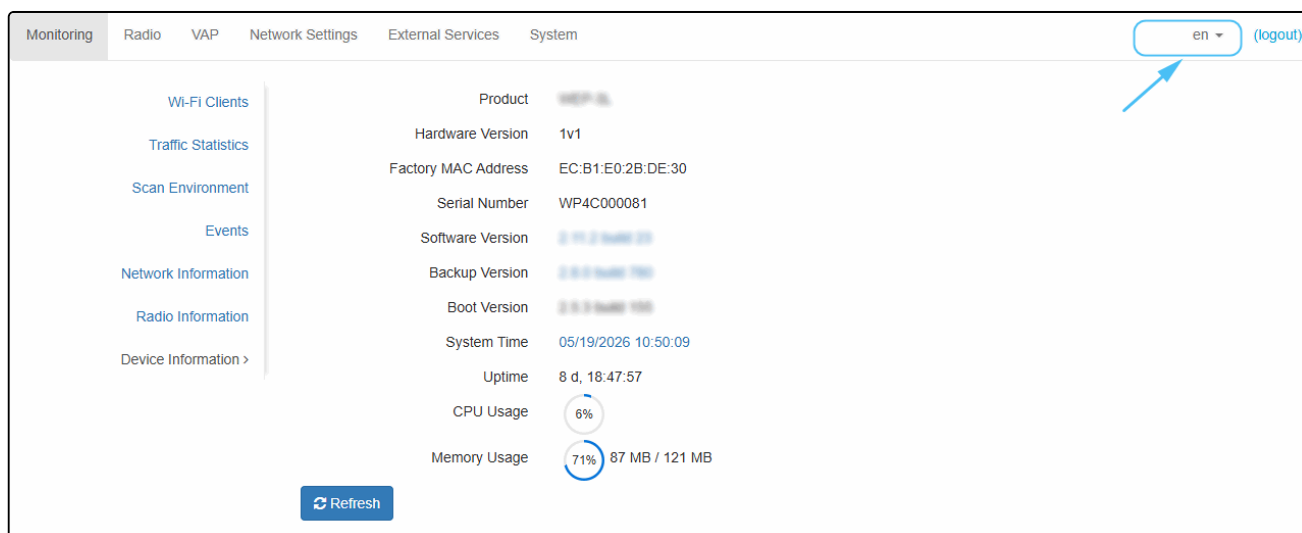 Monitoring Radio VAP Network Settings External Services System en (logout)
Wi-Fi Clients
Traffic Statistics
Scan Environment
Events
Network Information
Radio Information
Device Information >
Product
Hardware Version 1v1
Factory MAC Address EC:B1:E0:2B:DE:30
Serial Number WP4C000081
Software Version
Backup Version
Boot Version
System Time 05/19/2026 10:50:09
Uptime 8 d, 18:47:57
CPU Usage 6%
Memory Usage 71% 87 MB / 121 MB
Refresh